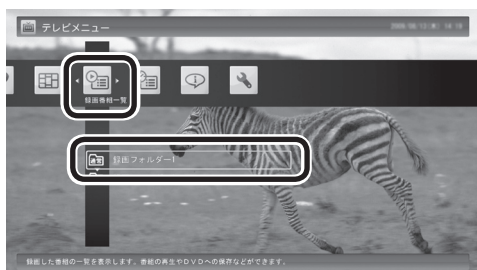 テレビメニュー
録画番組一覧
録画フォルダー1
録画した番組の一覧を表示します。番組の再生やDVDへの保存などができます。